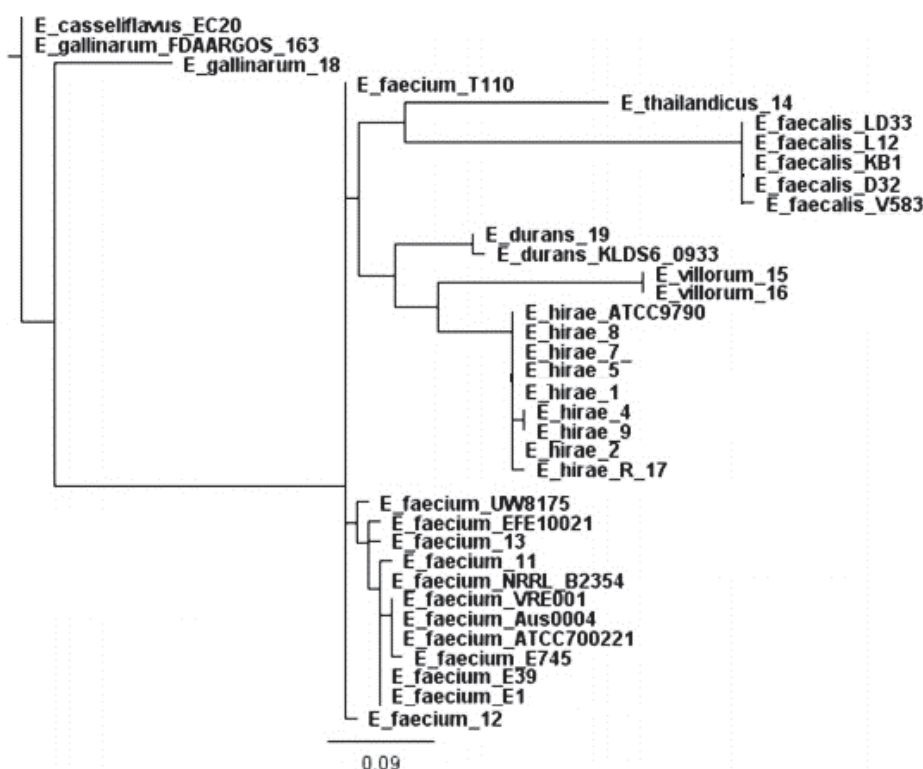 E_casseliflavus_EC20
E_gallinarum_FDAARGOS_163
E_gallinarum_18
E_faecium_T110
E_thailandicus_14
E_faecalis_LD33
E_faecalis_L12
E_faecalis_KB1
E_faecalis_D32
E_faecalis_V583
E_durans_19
E_durans_KLDS6_0933
E_villorum_15
E_villorum_16
E_hirae_ATCC9790
E_hirae_8
E_hirae_7_
E_hirae_5
E_hirae_1
E_hirae_4
E_hirae_9
E_hirae_2
E_hirae_R_17
E_faecium_UW8175
E_faecium_EFE10021
E_faecium_13
E_faecium_11
E_faecium_NRRL_B2354
E_faecium_VRE001
E_faecium_Aus0004
E_faecium_ATCC700221
E_faecium_E745
E_faecium_E39
E_faecium_E1
E_faecium_12
0.09